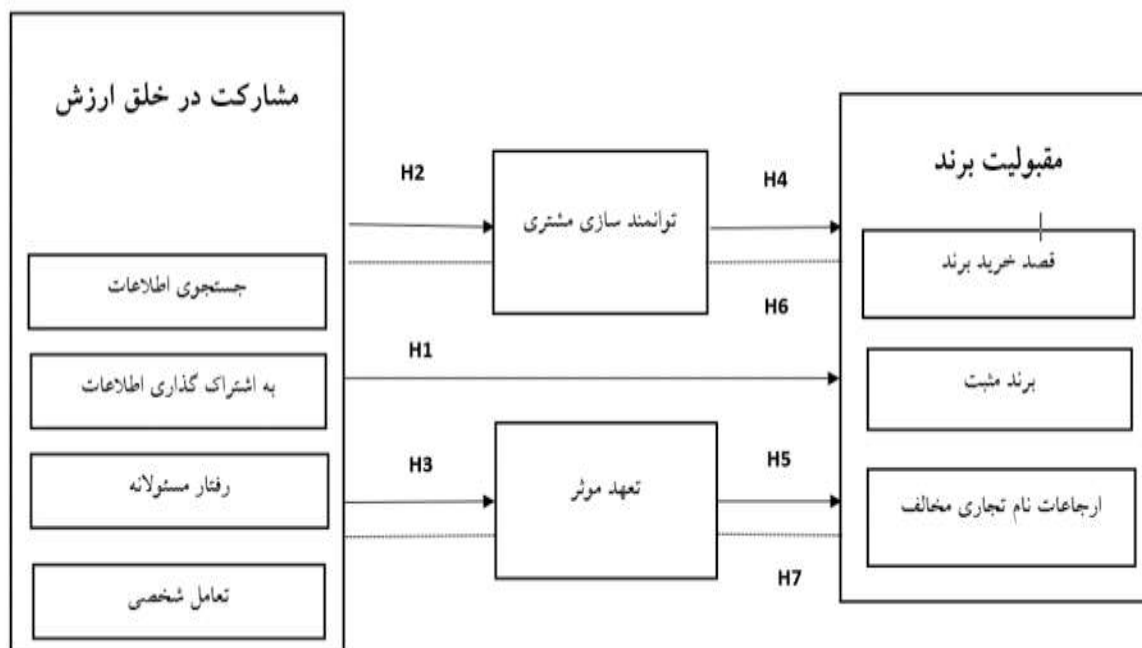 مشارکت در خلق ارزش
جستجوی اطلاعات
به اشتراک گذاری اطلاعات
رفتار مسئولانه
تعامل شخصی
H2
H1
H3
توانمند سازی مشتری
تعهد موثر
H4
H6
H5
H7
مقبولیت برند
قصد خرید برند
برند مثبت
ارجاعات نام تجاری مخالف